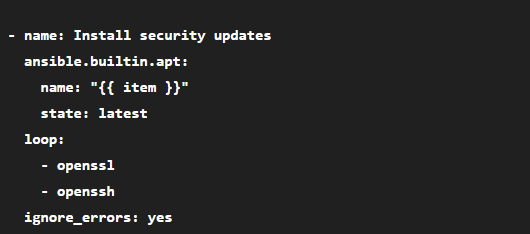 - name: Install security updates
  ansible.builtin.apt:
    name: "{{ item }}"
    state: latest
  loop:
    - openssl
    - openssh
  ignore_errors: yes